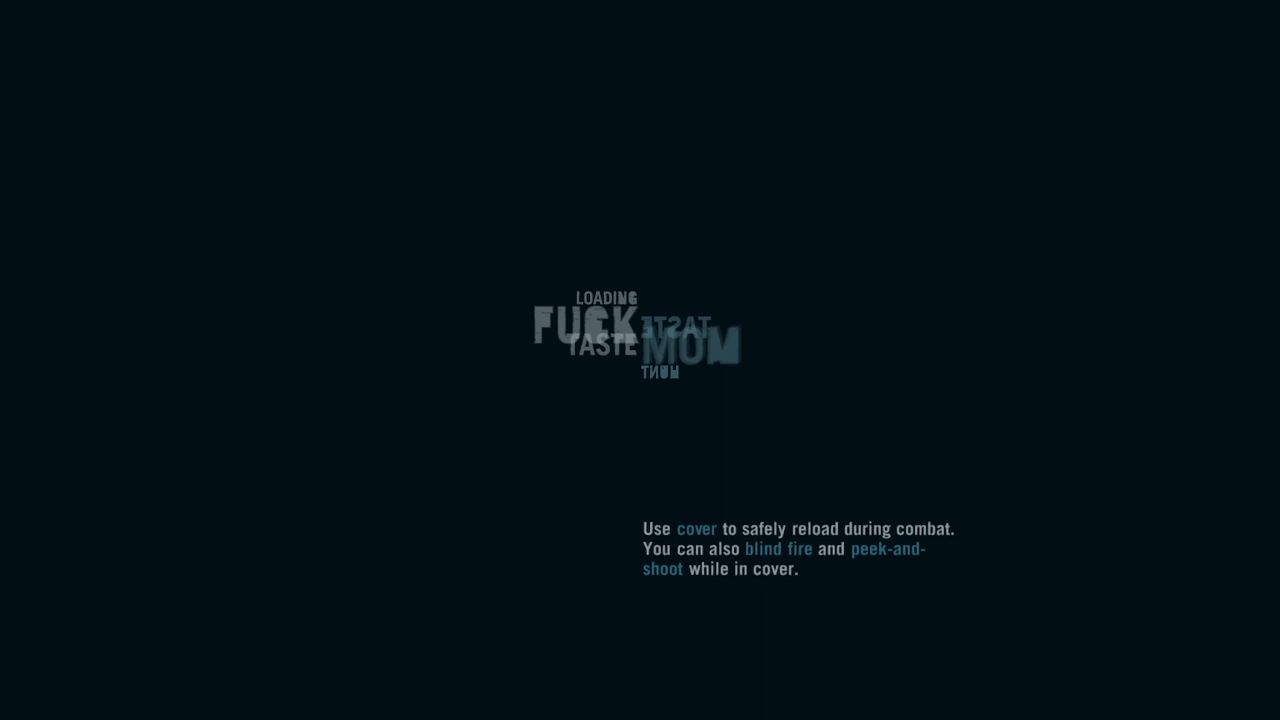 LOADING
FUCK
TASTE
TASTE
MOM
HUNT
Use cover to safely reload during combat.
You can also blind fire and peek-and-
shoot while in cover.